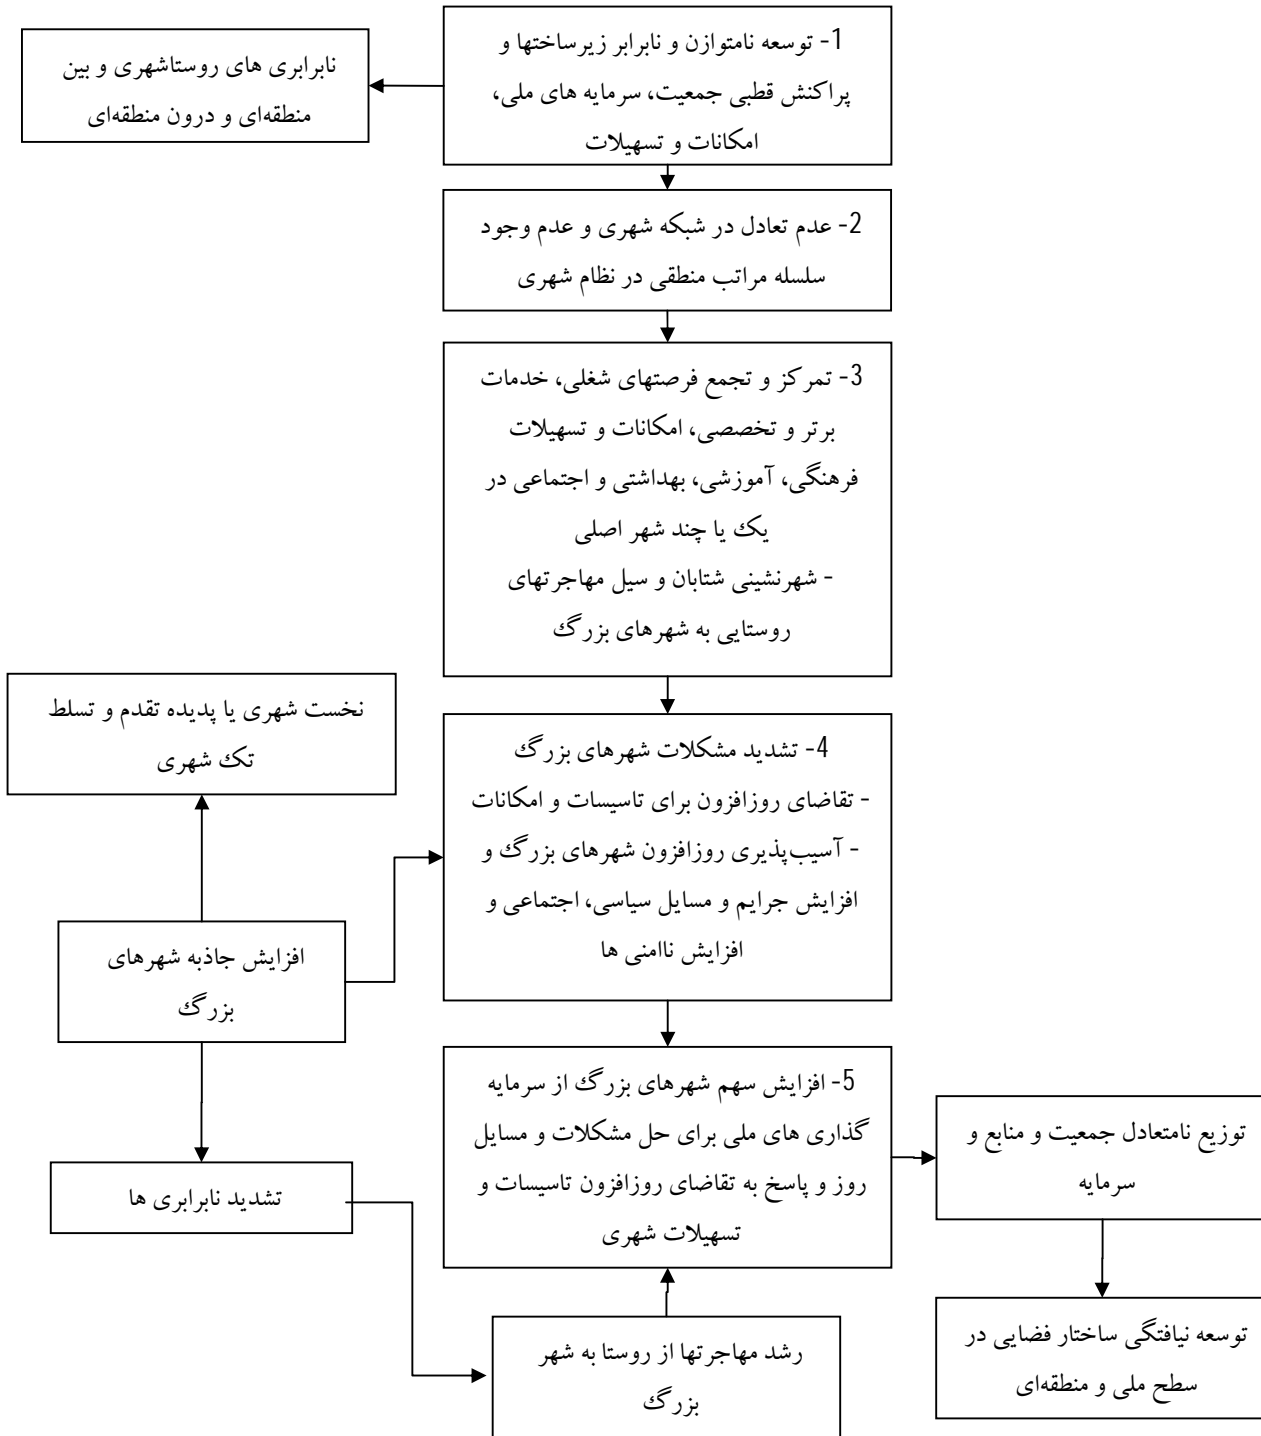 1- توسعه نامتوازن و نابرابر زیرساختها و
پراکنش قطبی جمعیت، سرمایه های ملی،
امکانات و تسهیلات
نابرابری های روستاشهری و بین
منطقه‌ای و درون منطقه‌ای
2- عدم تعادل در شبکه شهری و عدم وجود
سلسله مراتب منطقی در نظام شهری
3- تمرکز و تجمع فرصتهای شغلی، خدمات
برتر و تخصصی، امکانات و تسهیلات
فرهنگی، آموزشی، بهداشتی و اجتماعی در
یک یا چند شهر اصلی
- شهرنشینی شتابان و سیل مهاجرتهای
روستایی به شهرهای بزرگ
نخست شهری یا پدیده تقدم و تسلط
تک شهری
4- تشدید مشکلات شهرهای بزرگ
- تقاضای روزافزون برای تاسیسات و امکانات
- آسیب‌پذیری روزافزون شهرهای بزرگ و
افزایش جرایم و مسایل سیاسی، اجتماعی و
افزایش ناامنی ها
افزایش جاذبه شهرهای
بزرگ
5- افزایش سهم شهرهای بزرگ از سرمایه
گذاری های ملی برای حل مشکلات و مسایل
روز و پاسخ به تقاضای روزافزون تاسیسات و
تسهیلات شهری
توزیع نامتعادل جمعیت و منابع و
سرمایه
تشدید نابرابری ها
توسعه نیافتگی ساختار فضایی در
سطح ملی و منطقه‌ای
رشد مهاجرتها از روستا به شهر
بزرگ